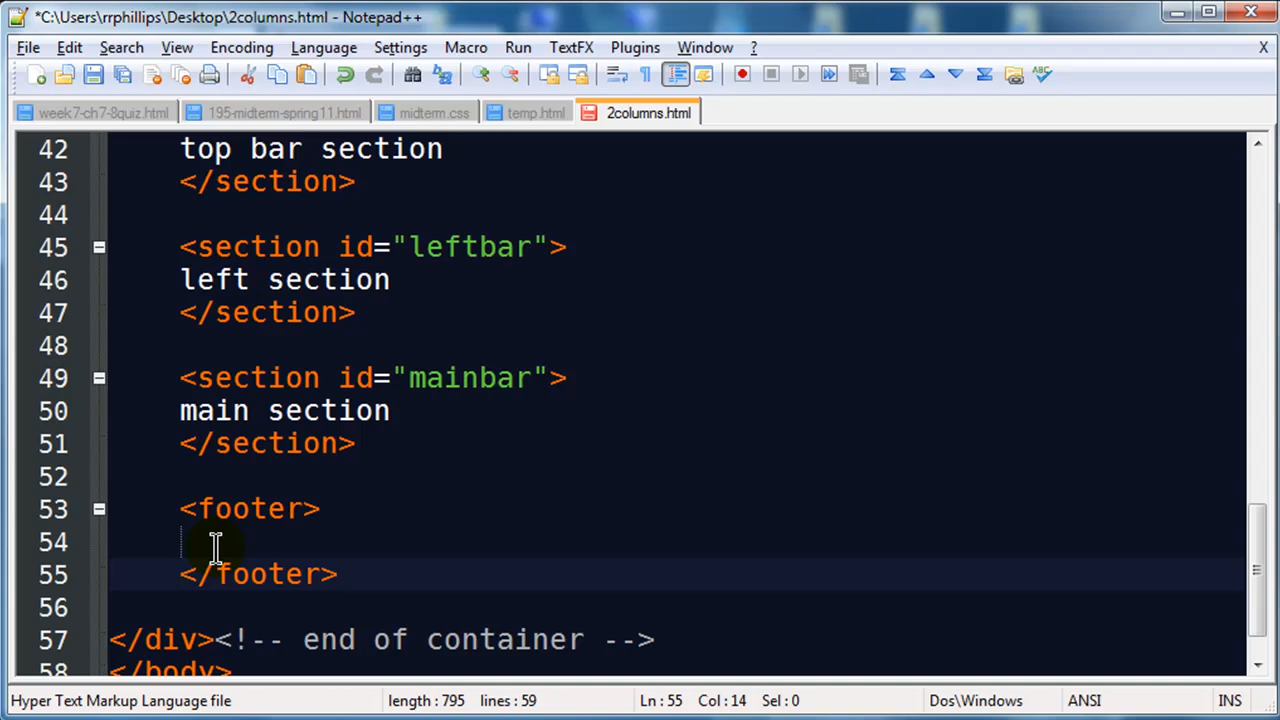 *C:\Users\rrphillips\Desktop\2columns.html - Notepad++
File Edit Search View Encoding Language Settings Macro Run TextFX Plugins Window ? X
week7-ch7-8quiz.html 195-midterm-spring11.html midterm.css temp.html 2columns.html
42 top bar section
43 </section>
44
45 <section id="leftbar">
46 left section
47 </section>
48
49 <section id="mainbar">
50 main section
51 </section>
52
53 <footer>
54
55 </footer>
56
57 </div><!-- end of container -->
58 </body>
Hyper Text Markup Language file length : 795 lines : 59 Ln : 55 Col : 14 Sel : 0 Dos\Windows ANSI INS